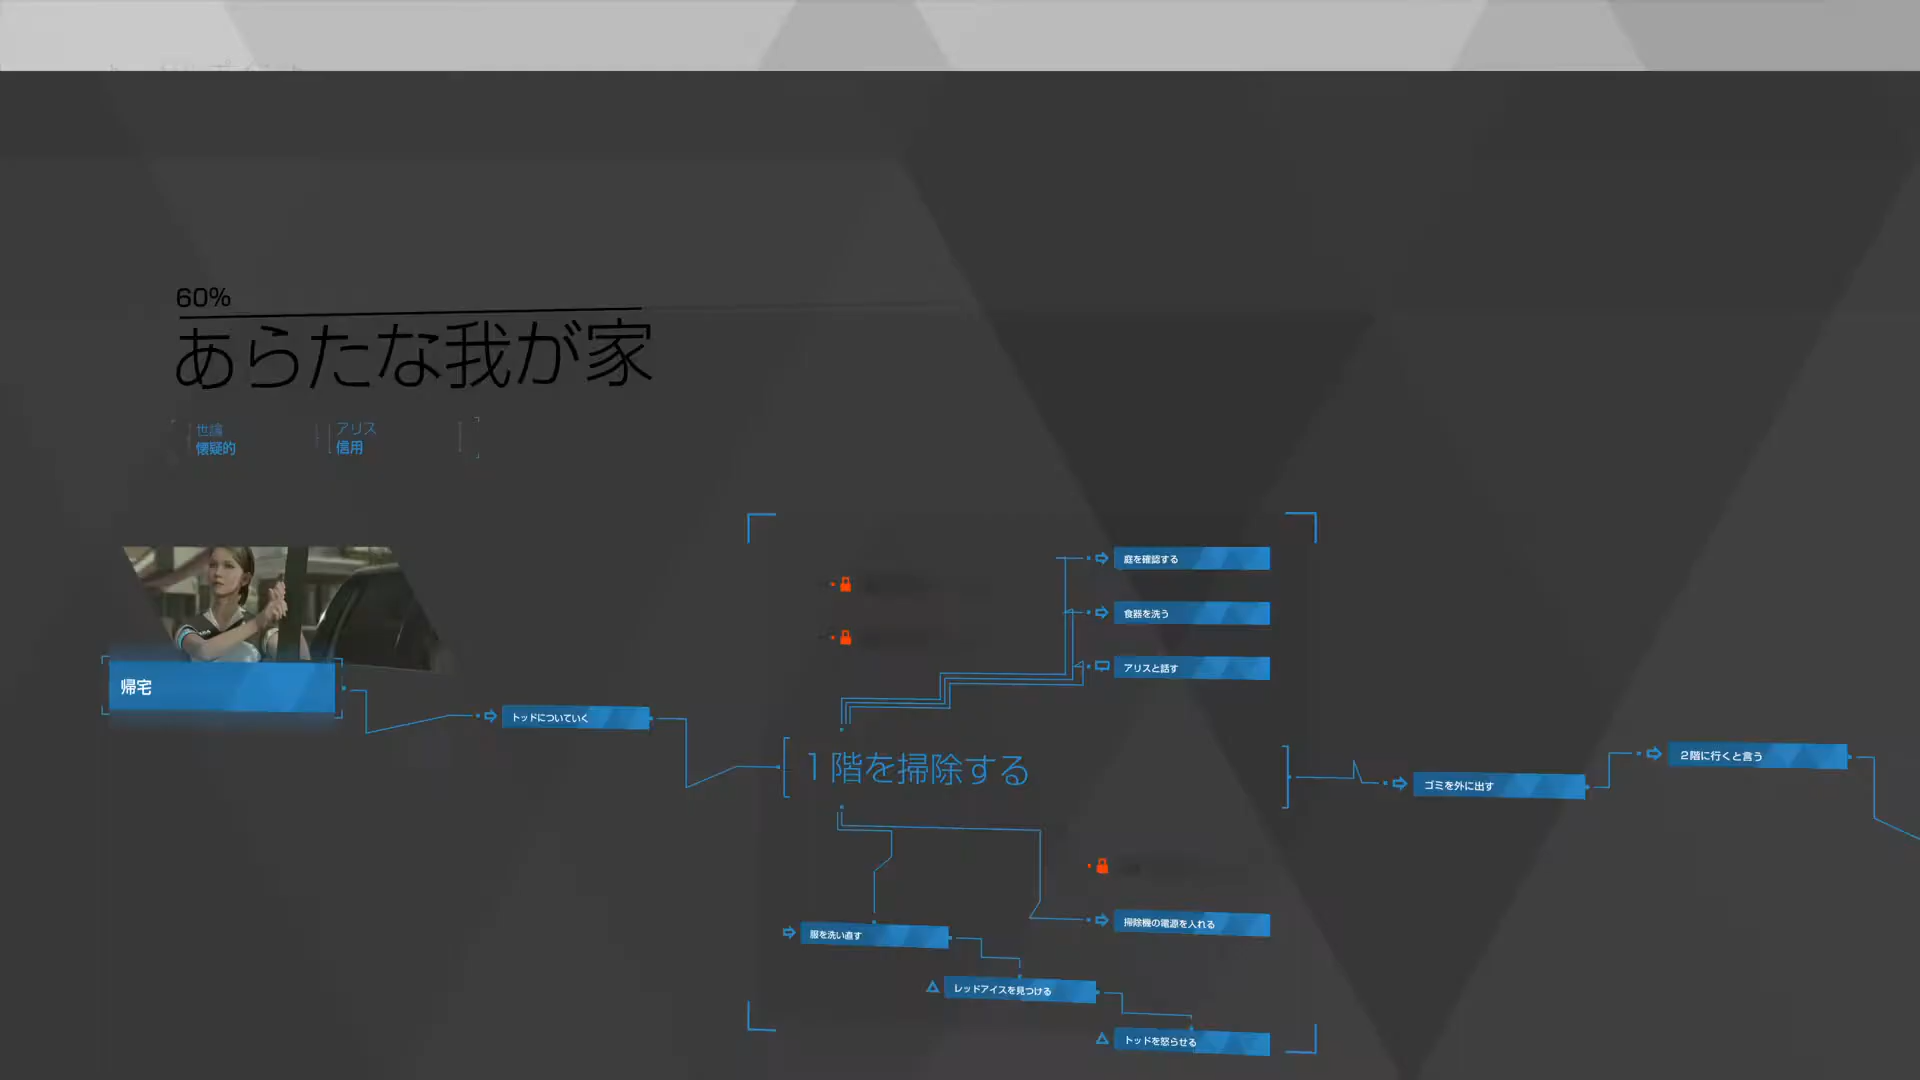 60%
あらたな我が家
世論
懐疑的
アリス
信用
帰宅
トッドについていく
庭を確認する
食器を洗う
アリスと話す
1階を掃除する
掃除機の電源を入れる
服を洗い直す
レッドアイスを見つける
トッドを怒らせる
ゴミを外に出す
2階に行くと言う